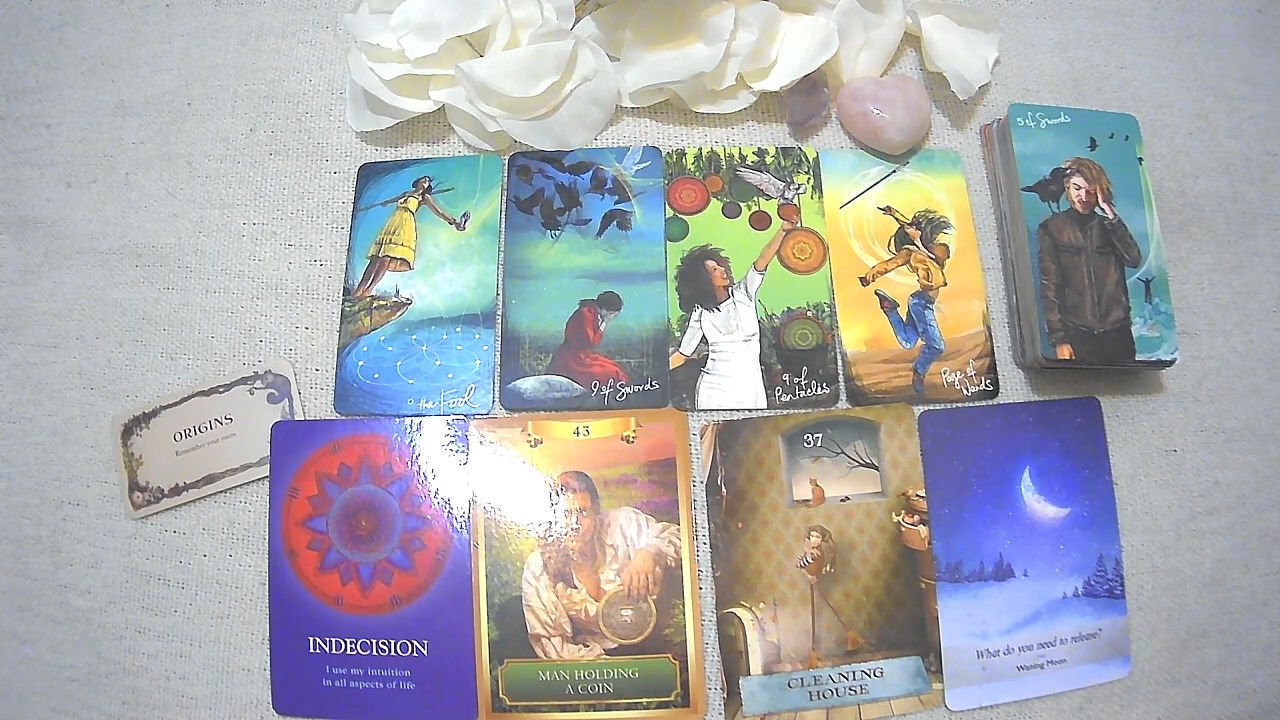 5 of Swords
0 the Fool
9 of Swords
9 of
Pentacles
Page of
Wands
ORIGINS
Remember your roots
INDECISION
I use my intuition
in all aspects of life
43
MAN HOLDING
A COIN
37
CLEANING
HOUSE
What do you need to release?
Waning Moon